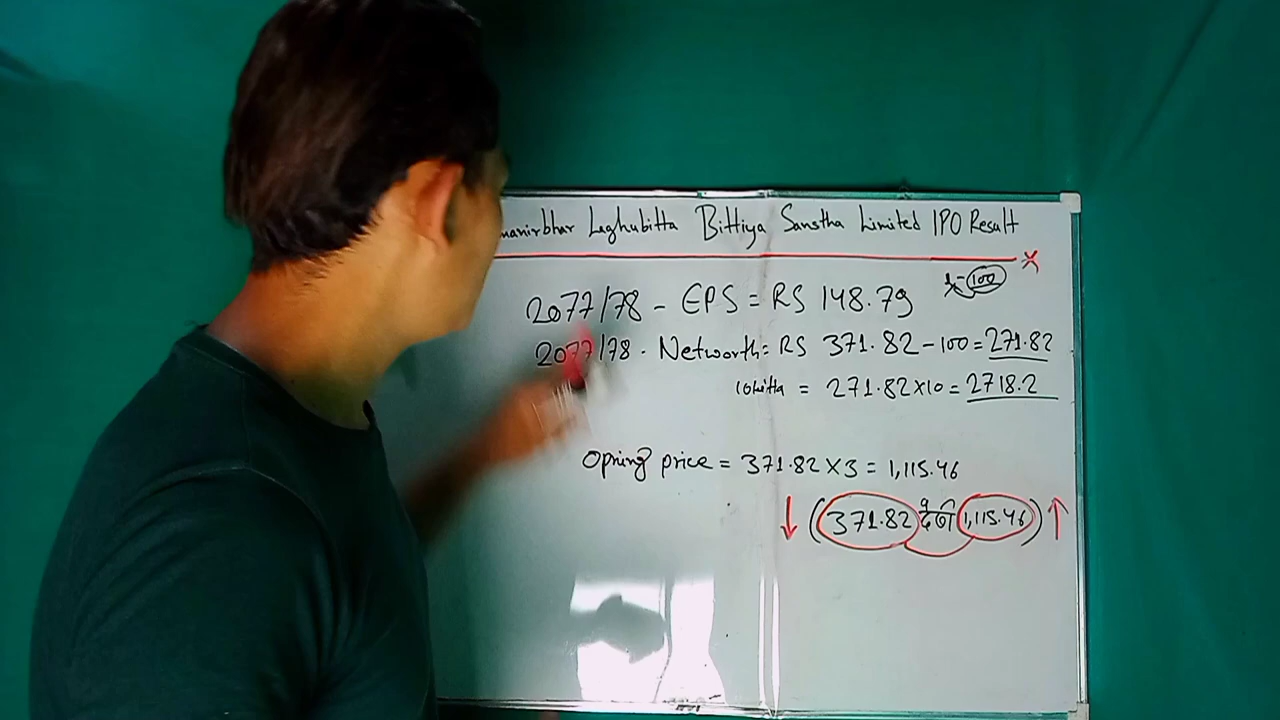 manirbhar Laghubitta Bittiya Sanstha Limited IPO Result
100
2077/78 - EPS = RS 148.79
2077/78 - Networth = RS 371.82 - 100 = 271.82
10kitta = 271.82 x 10 = 2718.2
Opning price = 371.82 x 3 = 1,115.46
(371.82 देखी 1,115.46)